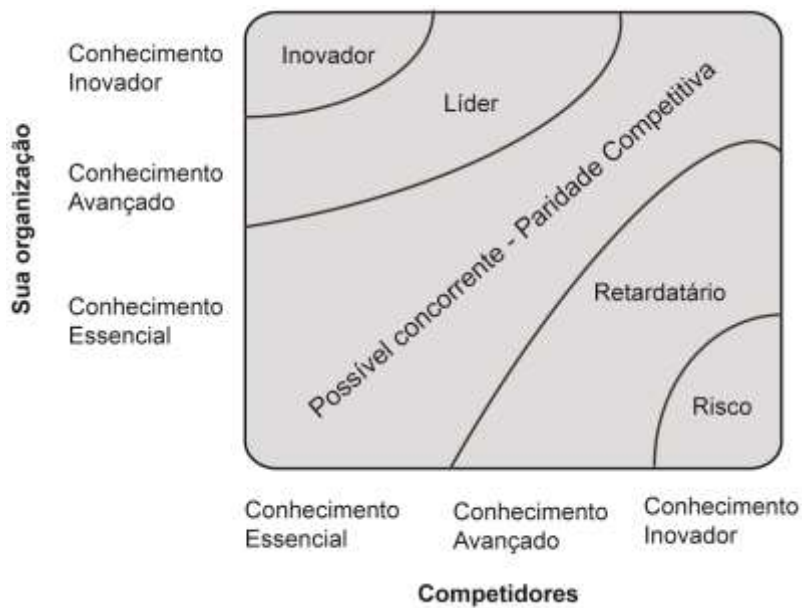 Sua organização
Conhecimento
Inovador
Conhecimento
Avançado
Conhecimento
Essencial
Inovador
Líder
Possível concorrente - Paridade Competitiva
Retardatário
Risco
Conhecimento
Essencial
Conhecimento
Avançado
Conhecimento
Inovador
Competidores